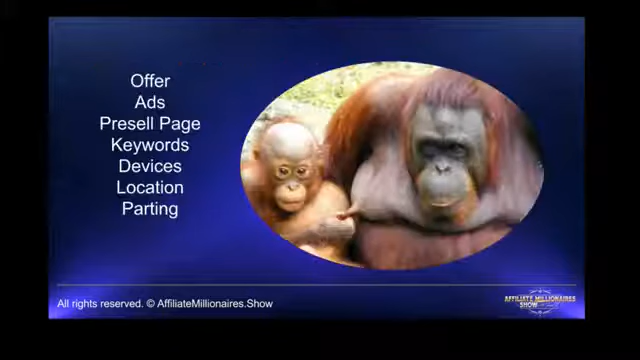 Offer
Ads
Presell Page
Keywords
Devices
Location
Parting
All rights reserved. © AffiliateMillionaires.Show
AFFILIATE MILLIONAIRES
SHOW